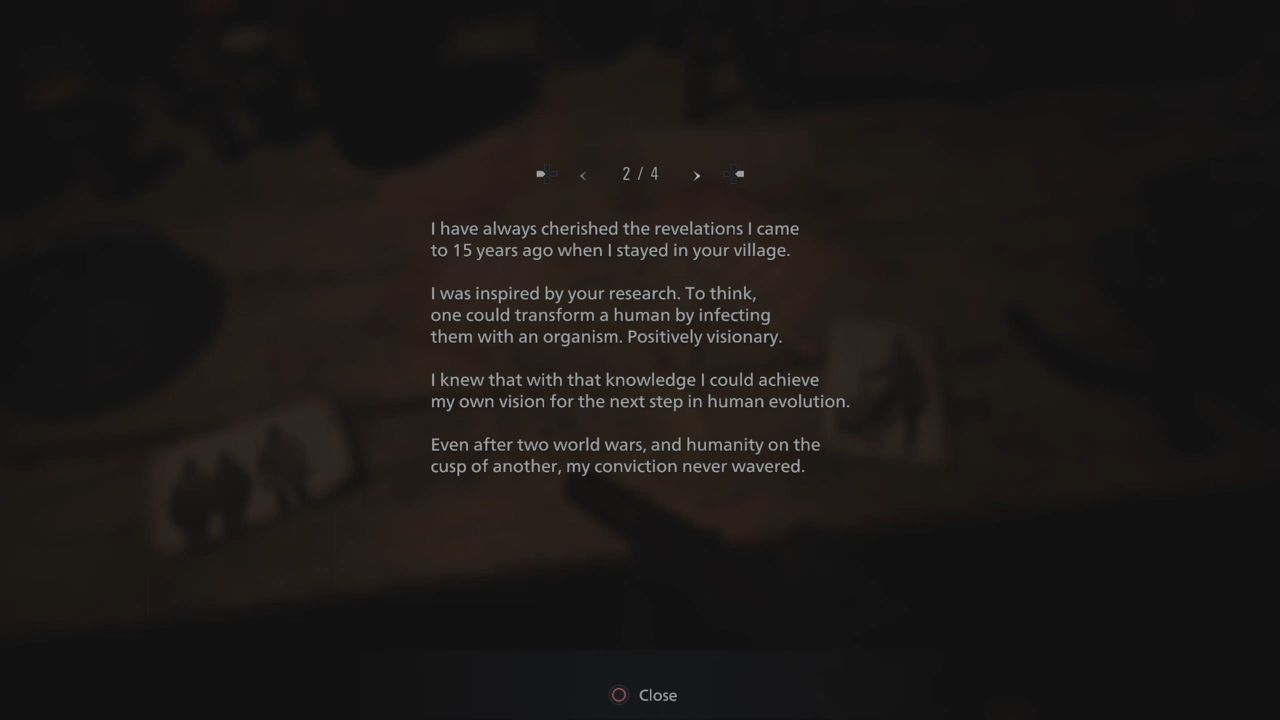 2 / 4
I have always cherished the revelations I came
to 15 years ago when I stayed in your village.
I was inspired by your research. To think,
one could transform a human by infecting
them with an organism. Positively visionary.
I knew that with that knowledge I could achieve
my own vision for the next step in human evolution.
Even after two world wars, and humanity on the
cusp of another, my conviction never wavered.
Close